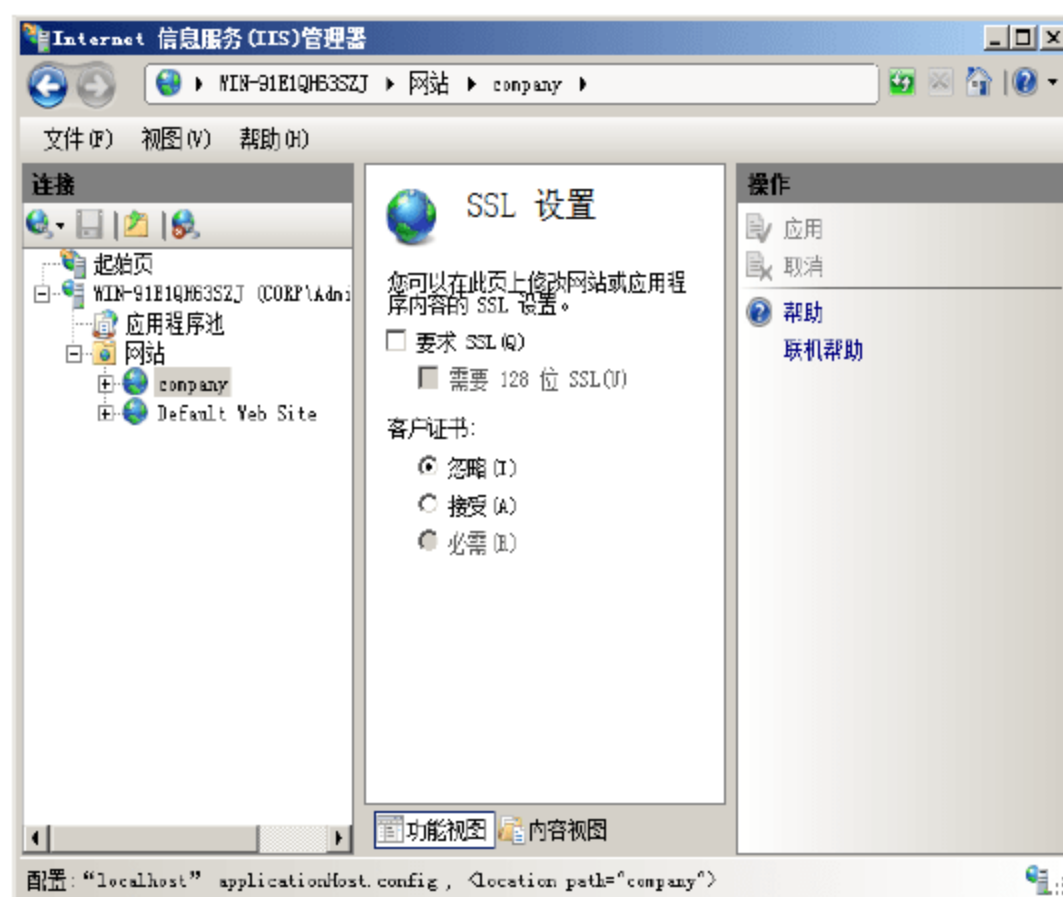 Internet 信息服务(IIS)管理器
WIN-91E1QH63SZJ 网站 company
文件(F) 视图(V) 帮助(H)
连接
起始页
WIN-91E1QH63SZJ (CORP\Admi
应用程序池
网站
company
Default Web Site
SSL 设置
您可以在此页上修改网站或应用程
序内容的 SSL 设置。
要求 SSL(Q)
需要 128 位 SSL(U)
客户证书:
忽略(I)
接受(A)
必需(R)
功能视图 内容视图
操作
应用
取消
帮助
联机帮助
配置:“localhost” applicationHost.config , <location path="company">